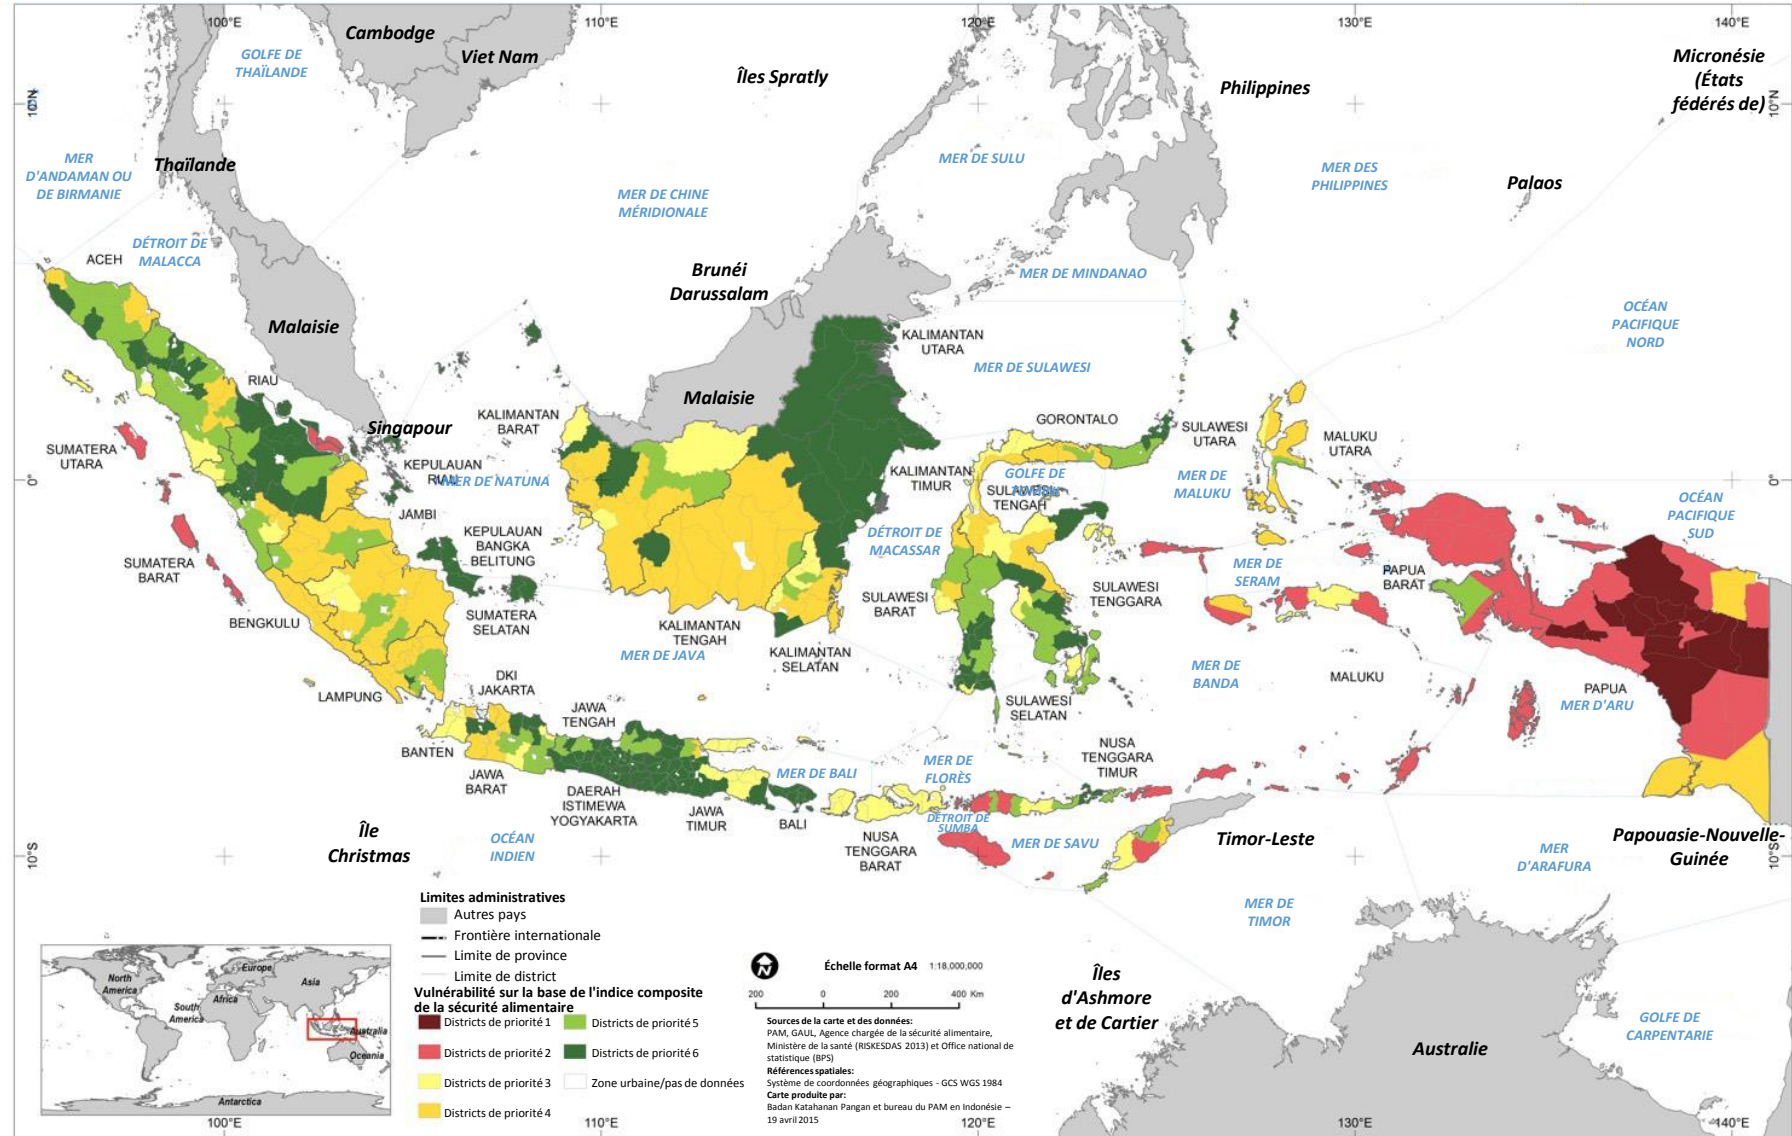 100°E
110°E
120°E
130°E
140°E
Cambodge
Viet Nam
GOLFE DE
THAÏLANDE
Îles Spratly
Philippines
Micronésie
(États
fédérés de)
10°N
10°N
MER
D'ANDAMAN OU
DE BIRMANIE
Thaïlande
MER DE SULU
MER DES
PHILIPPINES
Palaos
MER DE CHINE
MÉRIDIONALE
DÉTROIT DE
MALACCA
ACEH
Brunéi
Darussalam
MER DE MINDANAO
Malaisie
OCÉAN
PACIFIQUE
NORD
KALIMANTAN
UTARA
MER DE SULAWESI
RIAU
Malaisie
KALIMANTAN
BARAT
Singapour
GORONTALO
SULAWESI
UTARA
MALUKU
UTARA
SUMATERA
UTARA
KEPULAUAN
RIAU
MER DE NATUNA
KALIMANTAN
TIMUR
GOLFE DE
SULAWESI
TENGAH
MER DE
MALUKU
0°
0°
OCÉAN
PACIFIQUE
SUD
JAMBI
KEPULAUAN
BANGKA
BELITUNG
DÉTROIT DE
MACASSAR
SUMATERA
BARAT
MER DE
SERAM
PAPUA
BARAT
SULAWESI
TENGGARA
SULAWESI
BARAT
BENGKULU
SUMATERA
SELATAN
KALIMANTAN
TENGAH
KALIMANTAN
SELATAN
MER DE JAVA
MER DE
BANDA
MALUKU
PAPUA
MER D'ARU
LAMPUNG
DKI
JAKARTA
JAWA
TENGAH
SULAWESI
SELATAN
BANTEN
NUSA
TENGGARA
TIMUR
MER DE BALI
MER DE
FLORÈS
JAWA
BARAT
DAERAH
ISTIMEWA
YOGYAKARTA
JAWA
TIMUR
BALI
DÉTROIT DE
SUMBA
Île
Christmas
OCÉAN
INDIEN
NUSA
TENGGARA
BARAT
MER DE SAVU
Timor-Leste
Papouasie-Nouvelle-
Guinée
10°S
10°S
MER
D'ARAFURA
MER DE
TIMOR
Îles
d'Ashmore
et de Cartier
GOLFE DE
CARPENTARIE
Australie
Limites administratives
Autres pays
Frontière internationale
Limite de province
Limite de district
Vulnérabilité sur la base de l'indice composite
de la sécurité alimentaire
Districts de priorité 1
Districts de priorité 2
Districts de priorité 3
Districts de priorité 4
Districts de priorité 5
Districts de priorité 6
Zone urbaine/pas de données
N
Échelle format A4 1:18,000,000
200 0 200 400 Km
Sources de la carte et des données:
PAM, GAUL, Agence chargée de la sécurité alimentaire,
Ministère de la santé (RISKESDAS 2013) et Office national de
statistique (BPS)
Références spatiales:
Système de coordonnées géographiques - GCS WGS 1984
Carte produite par:
Badan Katahanan Pangan et bureau du PAM en Indonésie –
19 avril 2015
North
America
South
America
Europe
Africa
Asia
Australia
Oceania
Antarctica
100°E
110°E
120°E
130°E
140°E